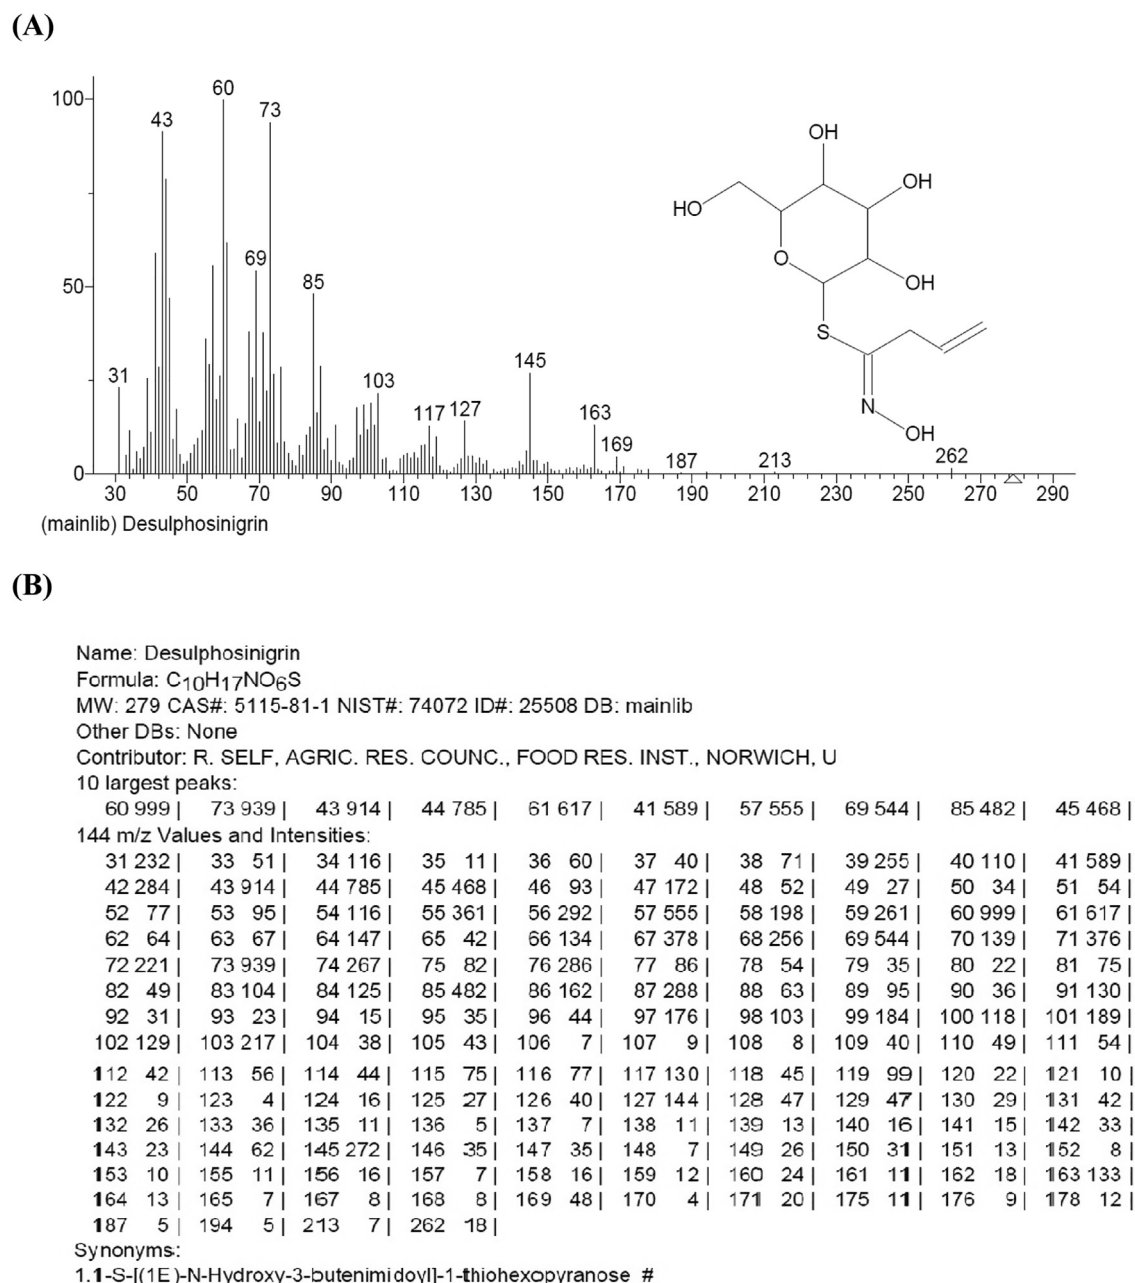 (A)
100
50
0
31
43
60
69
73
85
103
117
127
145
163
169
187
213
262
30 50 70 90 110 130 150 170 190 210 230 250 270 290
OH
HO
OH
O
OH
S
N
OH
(mainlib) Desulphosinigrin
(B)
Name: Desulphosinigrin
Formula: C10H17NO6S
MW: 279 CAS#: 5115-81-1 NIST#: 74072 ID#: 25508 DB: mainlib
Other DBs: None
Contributor: R. SELF, AGRIC. RES. COUNC., FOOD RES. INST., NORWICH, U
10 largest peaks:
60 999 | 73 939 | 43 914 | 44 785 | 61 617 | 41 589 | 57 555 | 69 544 | 85 482 | 45 468 |
144 m/z Values and Intensities:
31 232 | 33 51 | 34 116 | 35 11 | 36 60 | 37 40 | 38 71 | 39 255 | 40 110 | 41 589 |
42 284 | 43 914 | 44 785 | 45 468 | 46 93 | 47 172 | 48 52 | 49 27 | 50 34 | 51 54 |
52 77 | 53 95 | 54 116 | 55 361 | 56 292 | 57 555 | 58 198 | 59 261 | 60 999 | 61 617 |
62 64 | 63 67 | 64 147 | 65 42 | 66 134 | 67 378 | 68 256 | 69 544 | 70 139 | 71 376 |
72 221 | 73 939 | 74 267 | 75 82 | 76 286 | 77 86 | 78 54 | 79 35 | 80 22 | 81 75 |
82 49 | 83 104 | 84 125 | 85 482 | 86 162 | 87 288 | 88 63 | 89 95 | 90 36 | 91 130 |
92 31 | 93 23 | 94 15 | 95 35 | 96 44 | 97 176 | 98 103 | 99 184 | 100 118 | 101 189 |
102 129 | 103 217 | 104 38 | 105 43 | 106 7 | 107 9 | 108 8 | 109 40 | 110 49 | 111 54 |
112 42 | 113 56 | 114 44 | 115 75 | 116 77 | 117 130 | 118 45 | 119 99 | 120 22 | 121 10 |
122 9 | 123 4 | 124 16 | 125 27 | 126 40 | 127 144 | 128 47 | 129 47 | 130 29 | 131 42 |
132 26 | 133 36 | 135 11 | 136 5 | 137 7 | 138 11 | 139 13 | 140 16 | 141 15 | 142 33 |
143 23 | 144 62 | 145 272 | 146 35 | 147 35 | 148 7 | 149 26 | 150 31 | 151 13 | 152 8 |
153 10 | 155 11 | 156 16 | 157 7 | 158 16 | 159 12 | 160 24 | 161 11 | 162 18 | 163 133 |
164 13 | 165 7 | 167 8 | 168 8 | 169 48 | 170 4 | 171 20 | 175 11 | 176 9 | 178 12 |
187 5 | 194 5 | 213 7 | 262 18 |
Synonyms:
1.1-S-[(1E)-N-Hydroxy-3-butenimidoyl]-1-thiohexopyranose #